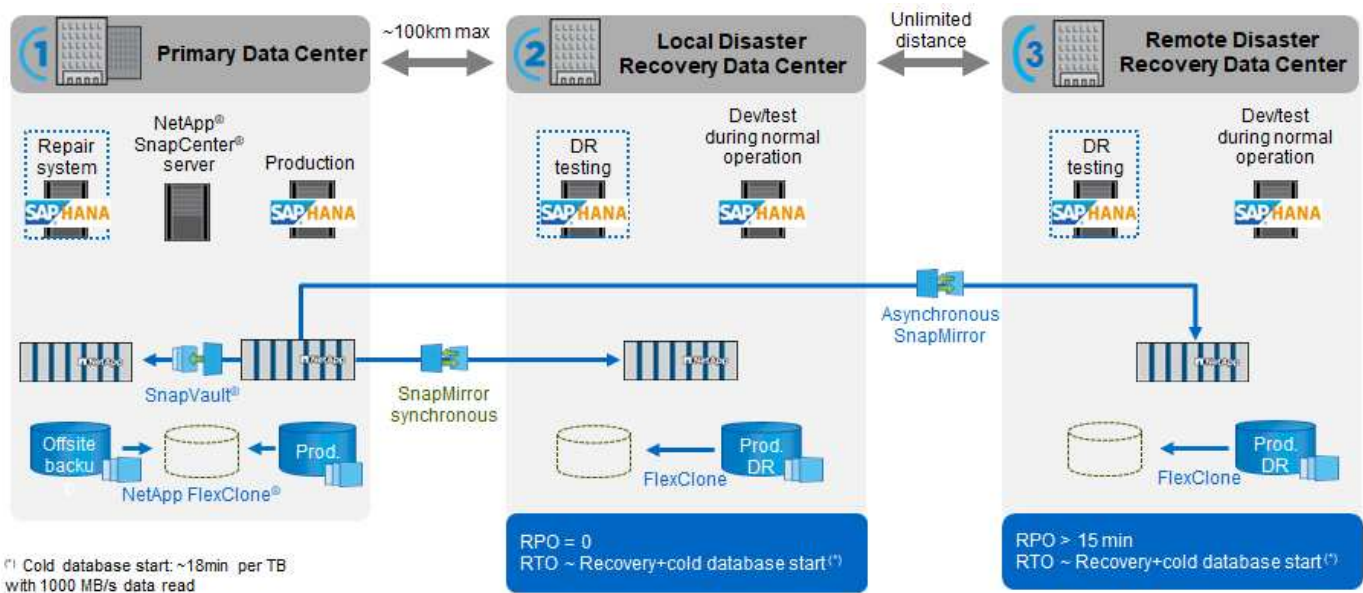 1
Primary Data Center
~100km max
2
Local Disaster
Recovery Data Center
Unlimited
distance
3
Remote Disaster
Recovery Data Center
Repair
system
SAP HANA
NetApp®
SnapCenter®
server
Production
SAP HANA
DR
testing
SAP HANA
Dev/test
during normal
operation
SAP HANA
DR
testing
SAP HANA
Dev/test
during normal
operation
SAP HANA
NetApp
SnapVault®
NetApp
SnapMirror
synchronous
NetApp
Asynchronous
SnapMirror
NetApp
Offsite
backu
Prod.
NetApp FlexClone®
FlexClone
Prod.
DR
FlexClone
Prod.
DR
RPO = 0
RTO ~ Recovery+cold database start (*)
RPO > 15 min
RTO ~ Recovery+cold database start (*)
(*) Cold database start: ~18min per TB
with 1000 MB/s data read